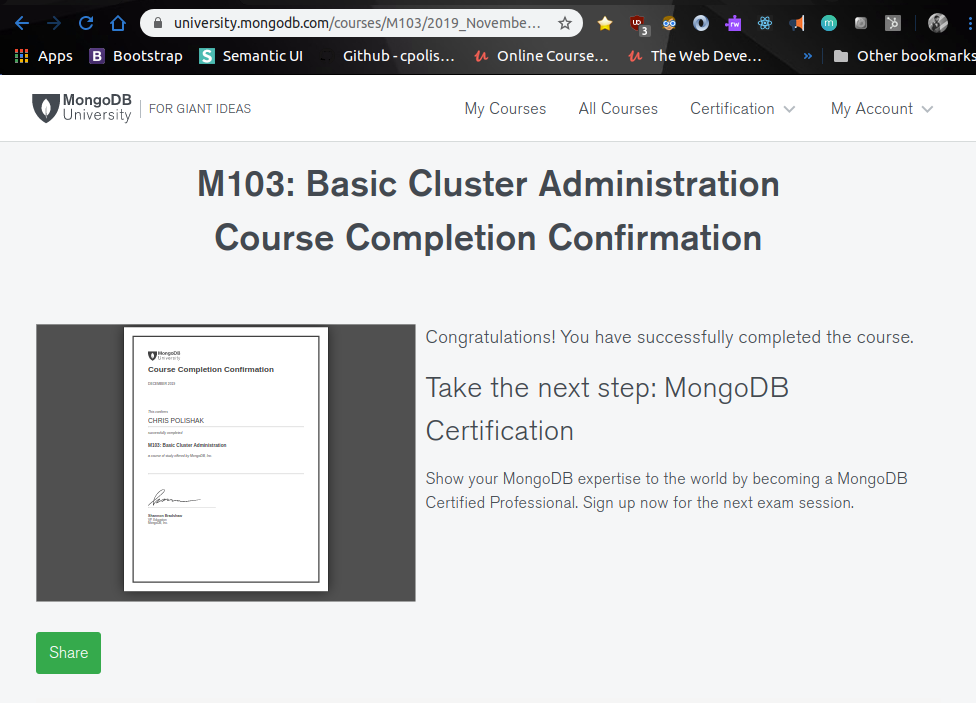 university.mongodb.com/courses/M103/2019_Novembe...
3
Apps
B Bootstrap
S Semantic UI
Github - cpolis...
Online Course...
The Web Deve...
»
Other bookmarks
MongoDB
University
FOR GIANT IDEAS
My Courses
All Courses
Certification
My Account
M103: Basic Cluster Administration
Course Completion Confirmation
MongoDB
University
Course Completion Confirmation
DECEMBER 2019
This confirms
CHRIS POLISHAK
successfully completed
M103: Basic Cluster Administration
a course of study offered by MongoDB, Inc.
Shannon Bradshaw
VP, Education
MongoDB, Inc.
Congratulations! You have successfully completed the course.
Take the next step: MongoDB
Certification
Show your MongoDB expertise to the world by becoming a MongoDB
Certified Professional. Sign up now for the next exam session.
Share